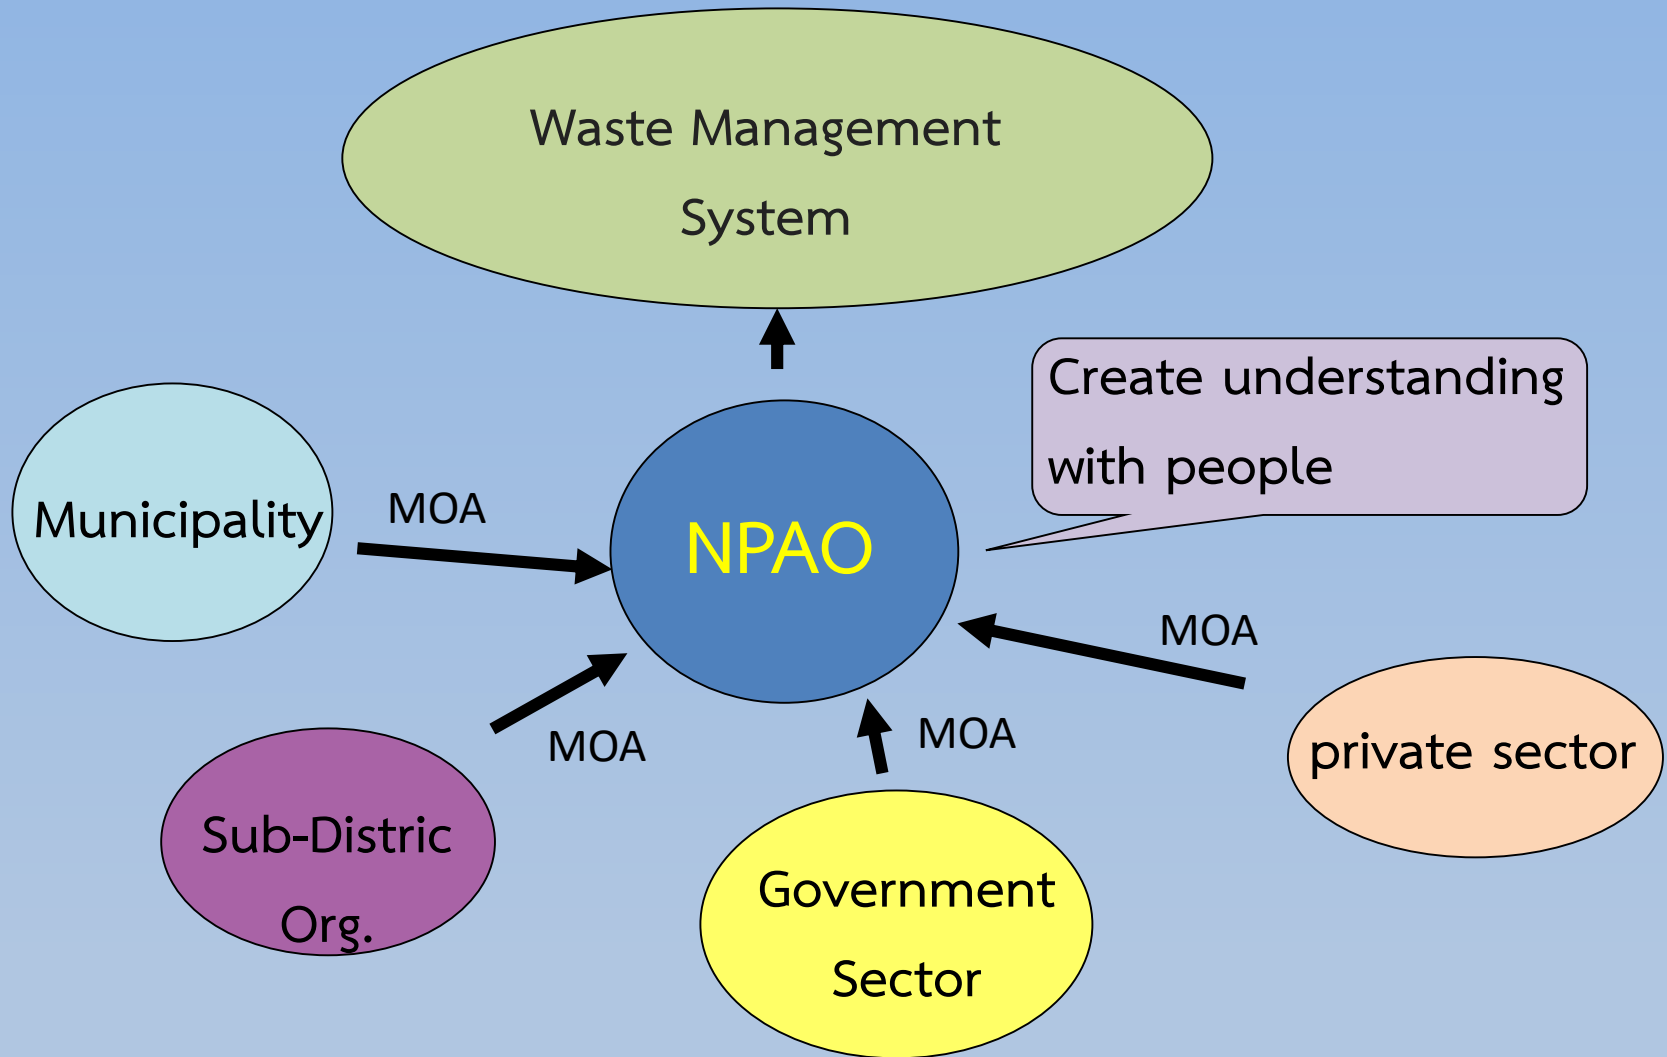 Waste Management
System
Create understanding
with people
Municipality
MOA
NPAO
MOA
MOA
MOA
private sector
Sub-Distric
Org.
Government
Sector